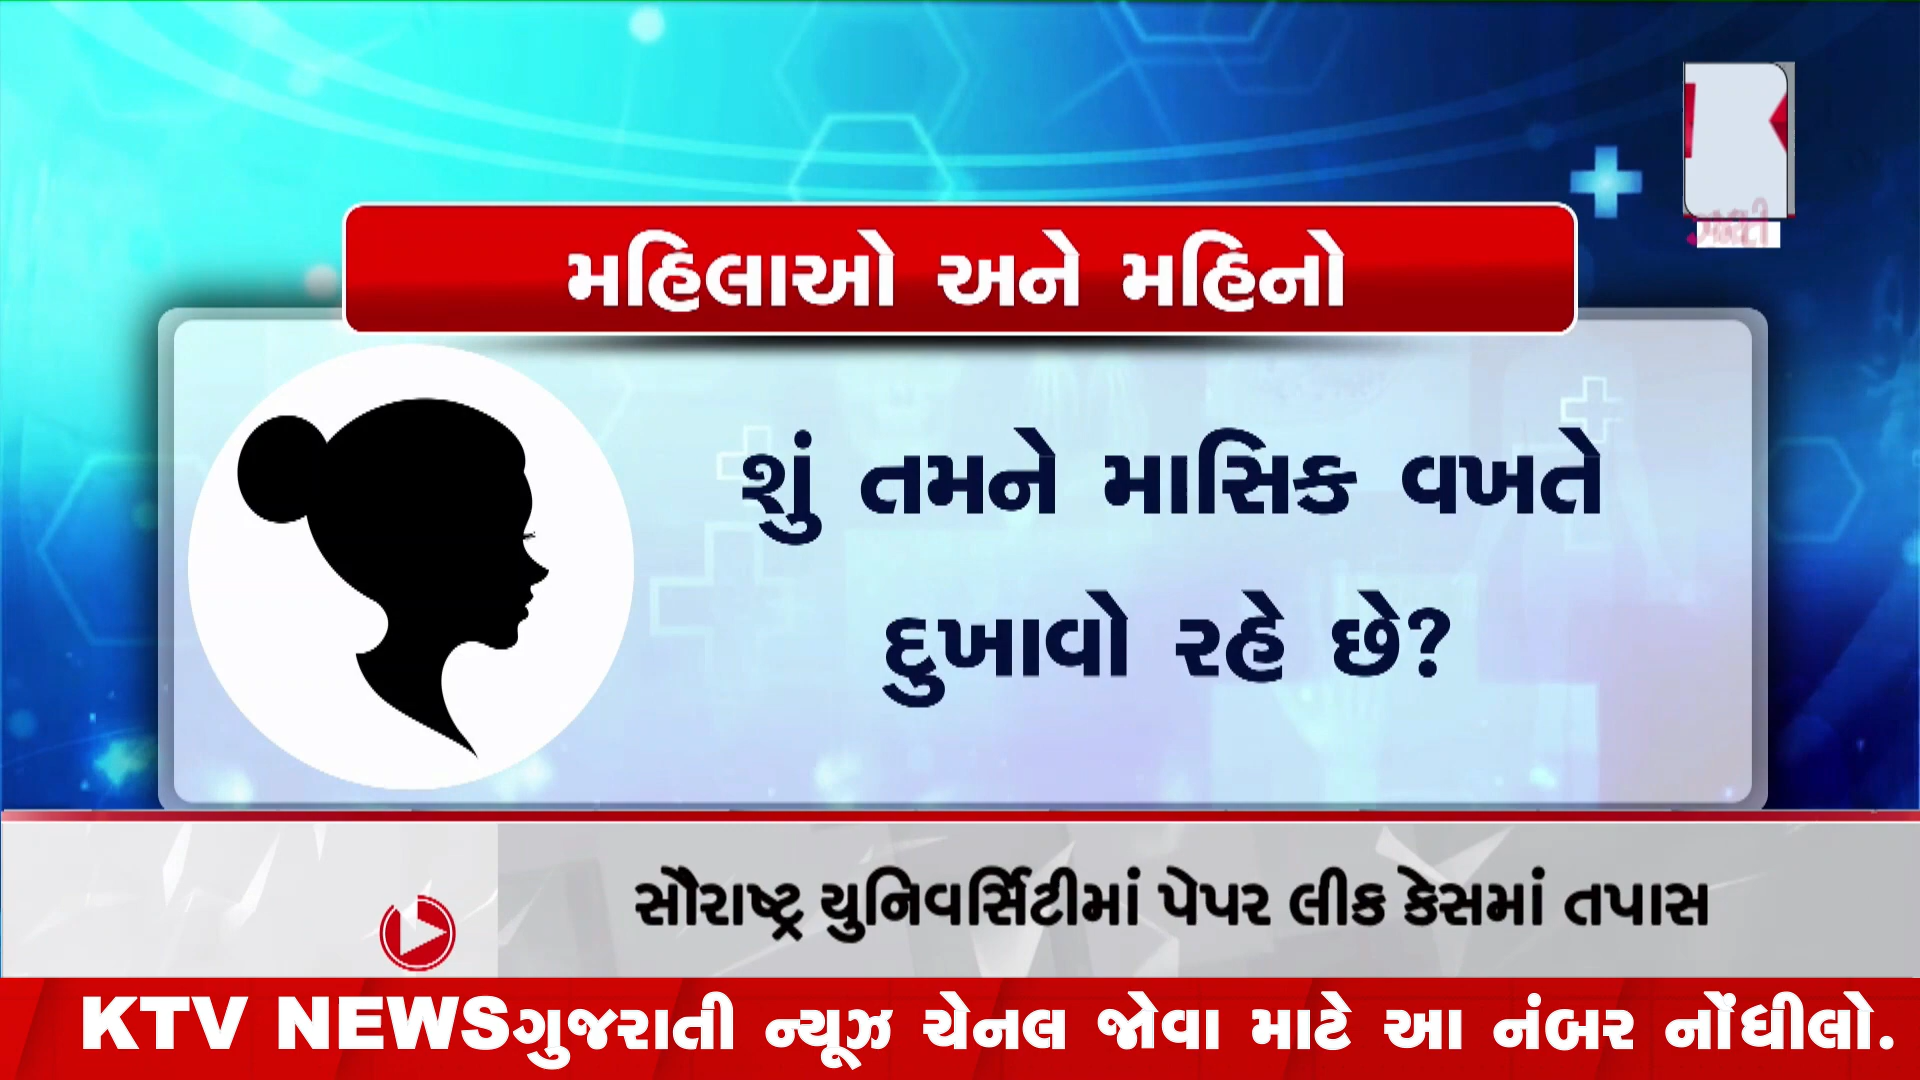 મહિલાઓ અને મહિનો
શું તમને માસિક વખતે
દુખાવો રહે છે?
સૌરાષ્ટ્ર યુનિવર્સિટીમાં પેપર લીક કેસમાં તપાસ
KTV NEWSગુજરાતી ન્યૂઝ ચેનલ જોવા માટે આ નંબર નોંધીલો.